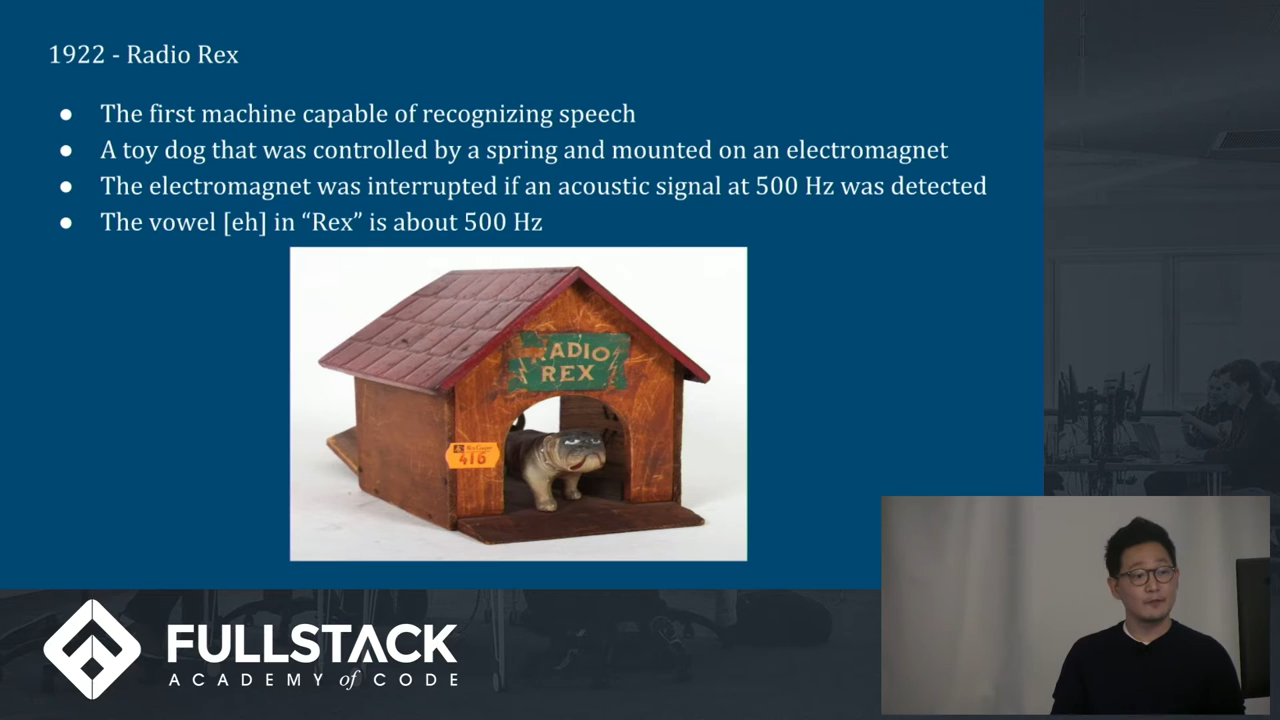 1922 - Radio Rex
● The first machine capable of recognizing speech
● A toy dog that was controlled by a spring and mounted on an electromagnet
● The electromagnet was interrupted if an acoustic signal at 500 Hz was detected
● The vowel [eh] in “Rex” is about 500 Hz
RADIO
REX
416
FULLSTACK
ACADEMY of CODE